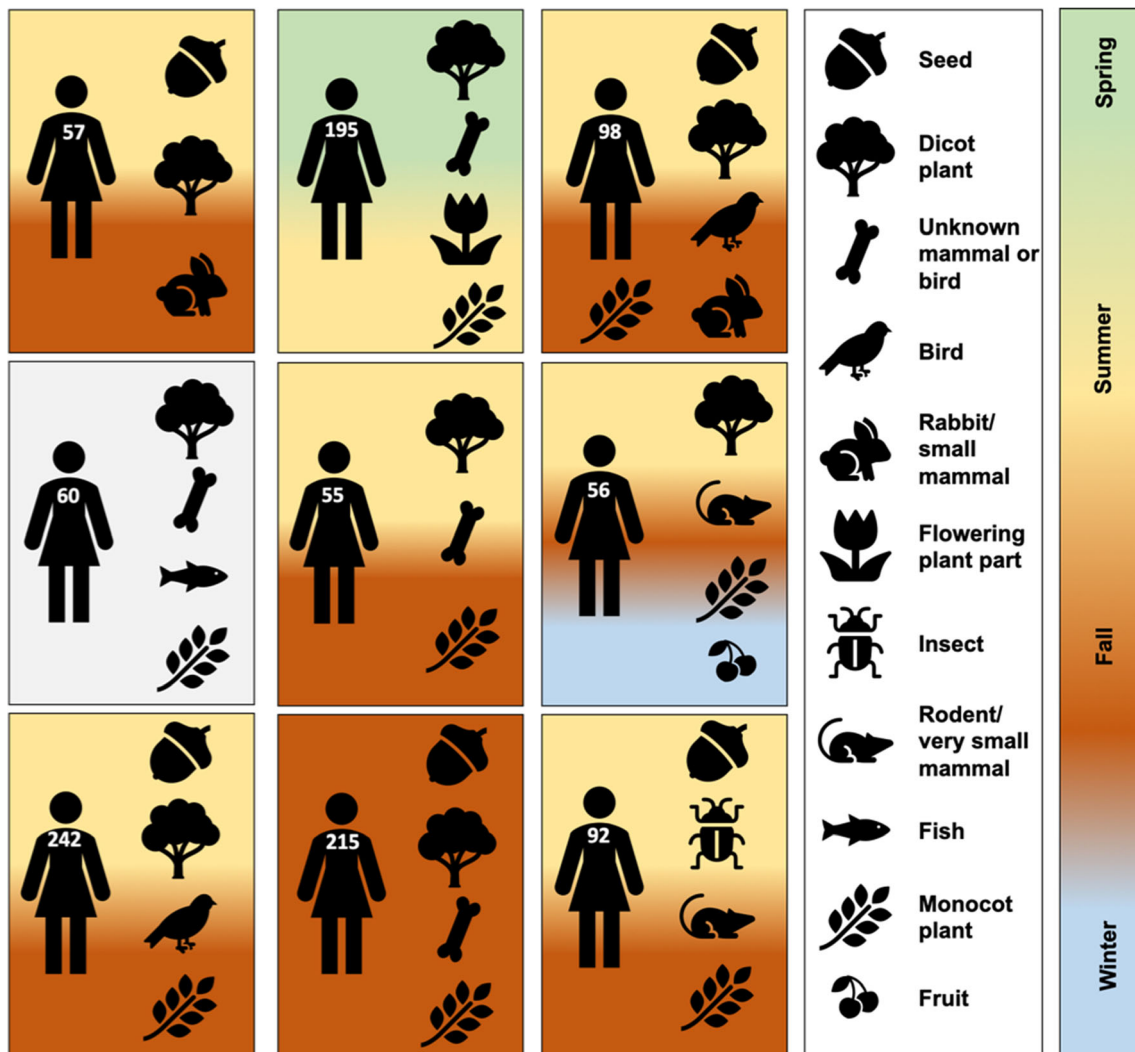 57
195
98
60
55
56
242
215
92
Seed
Dicot
plant
Unknown
mammal or
bird
Bird
Rabbit/
small
mammal
Flowering
plant part
Insect
Rodent/
very small
mammal
Fish
Monocot
plant
Fruit
Spring
Summer
Fall
Winter